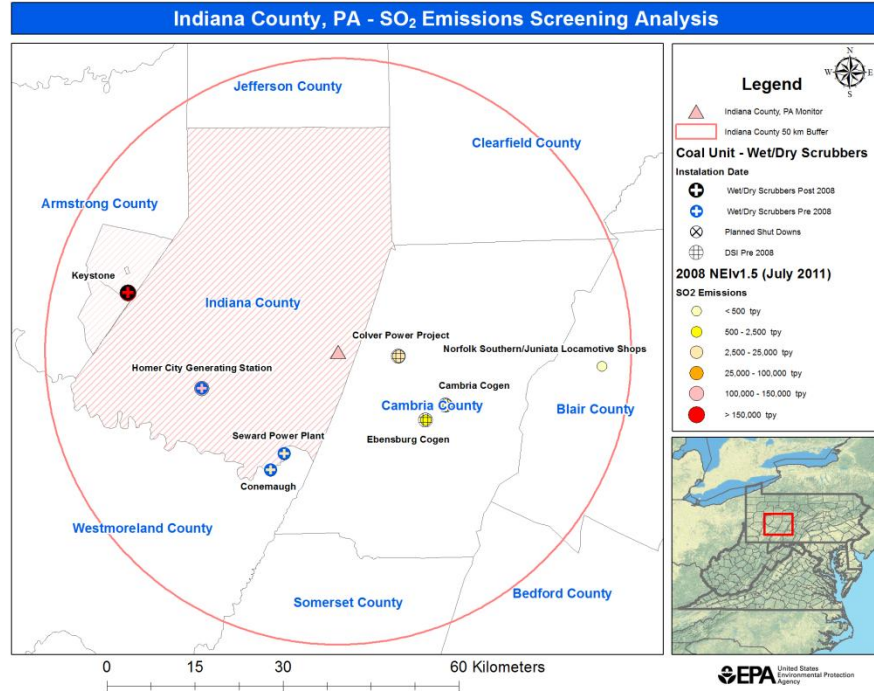 Indiana County, PA - SO₂ Emissions Screening Analysis
Jefferson County
Clearfield County
Armstrong County
Keystone
Indiana County
Colver Power Project
Norfolk Southern/Juniata Locamotive Shops
Homer City Generating Station
Cambria Cogen
Cambria County
Blair County
Ebensburg Cogen
Seward Power Plant
Conemaugh
Westmoreland County
Somerset County
Bedford County
0 15 30 60 Kilometers
N
W E
S
Legend
Indiana County, PA Monitor
Indiana County 50 km Buffer
Coal Unit - Wet/Dry Scrubbers
Instalation Date
Wet/Dry Scrubbers Post 2008
Wet/Dry Scrubbers Pre 2008
Planned Shut Downs
DSI Pre 2008
2008 NEIv1.5 (July 2011)
SO2 Emissions
< 500 tpy
500 - 2,500 tpy
2,500 - 25,000 tpy
25,000 - 100,000 tpy
100,000 - 150,000 tpy
> 150,000 tpy
EPA
United States
Environmental Protection
Agency